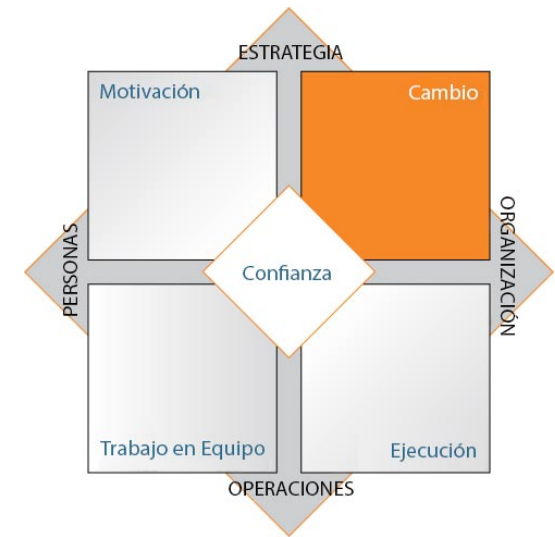 ESTRATEGIA
Motivación
Cambio
PERSONAS
ORGANIZACIÓN
Confianza
Trabajo en Equipo
Ejecución
OPERACIONES